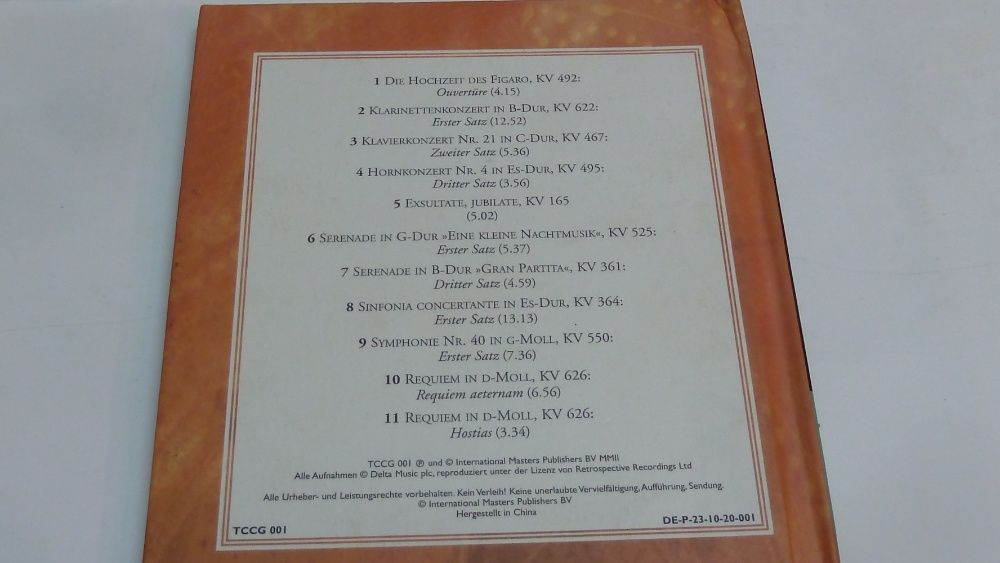 1 Die Hochzeit des Figaro, KV 492:
Ouvertüre (4.15)
2 Klarinettenkonzert in B-Dur, KV 622:
Erster Satz (12.52)
3 Klavierkonzert Nr. 21 in C-Dur, KV 467:
Zweiter Satz (5.36)
4 Hornkonzert Nr. 4 in Es-Dur, KV 495:
Dritter Satz (3.56)
5 Exsultate, jubilate, KV 165
(5.02)
6 Serenade in G-Dur »Eine kleine Nachtmusik«, KV 525:
Erster Satz (5.37)
7 Serenade in B-Dur »Gran Partita«, KV 361:
Dritter Satz (4.59)
8 Sinfonia concertante in Es-Dur, KV 364:
Erster Satz (13.13)
9 Symphonie Nr. 40 in g-Moll, KV 550:
Erster Satz (7.36)
10 Requiem in d-Moll, KV 626:
Requiem aeternam (6.56)
11 Requiem in d-Moll, KV 626:
Hostias (3.34)
TCCG 001 ℗ und © International Masters Publishers BV MMII
Alle Aufnahmen © Delta Music plc, reproduziert unter der Lizenz von Retrospective Recordings Ltd
Alle Urheber- und Leistungsrechte vorbehalten. Kein Verleih! Keine unerlaubte Vervielfältigung, Aufführung, Sendung.
© International Masters Publishers BV
Hergestellt in China
TCCG 001
DE-P-23-10-20-001